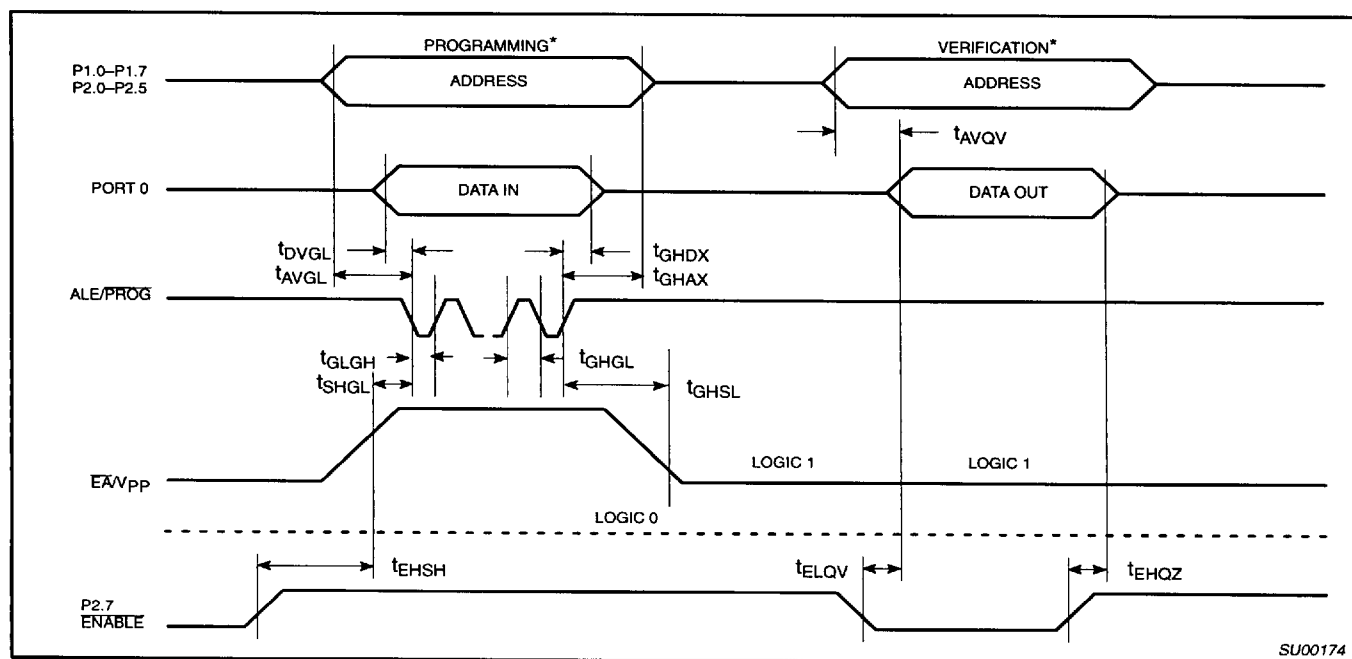 PROGRAMMING*
VERIFICATION*
P1.0–P1.7
P2.0–P2.5
ADDRESS
ADDRESS
tAVQV
PORT 0
DATA IN
DATA OUT
tDVGL
tGHDX
tAVGL
tGHAX
ALE/PROG
tGLGH
tGHGL
tSHGL
tGHSL
LOGIC 1
LOGIC 1
EA/VPP
LOGIC 0
tEHSH
tELQV
tEHQZ
P2.7
ENABLE
SU00174